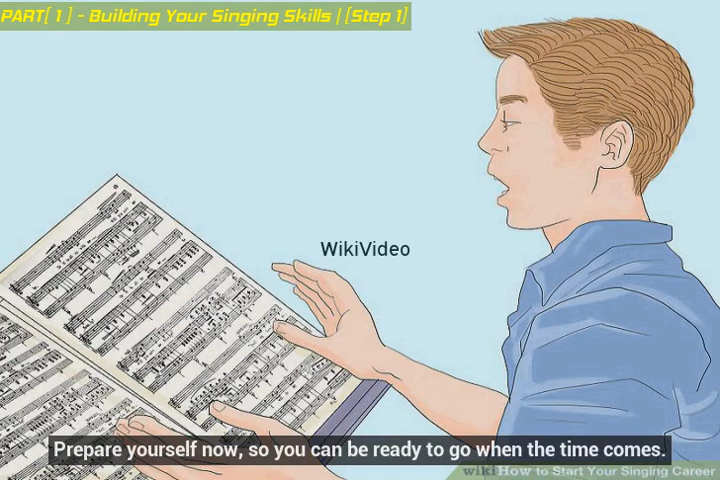 PART[ 1 ] - Building Your Singing Skills | [Step 1]
WikiVideo
Prepare yourself now, so you can be ready to go when the time comes.
wikiHow to Start Your Singing Career